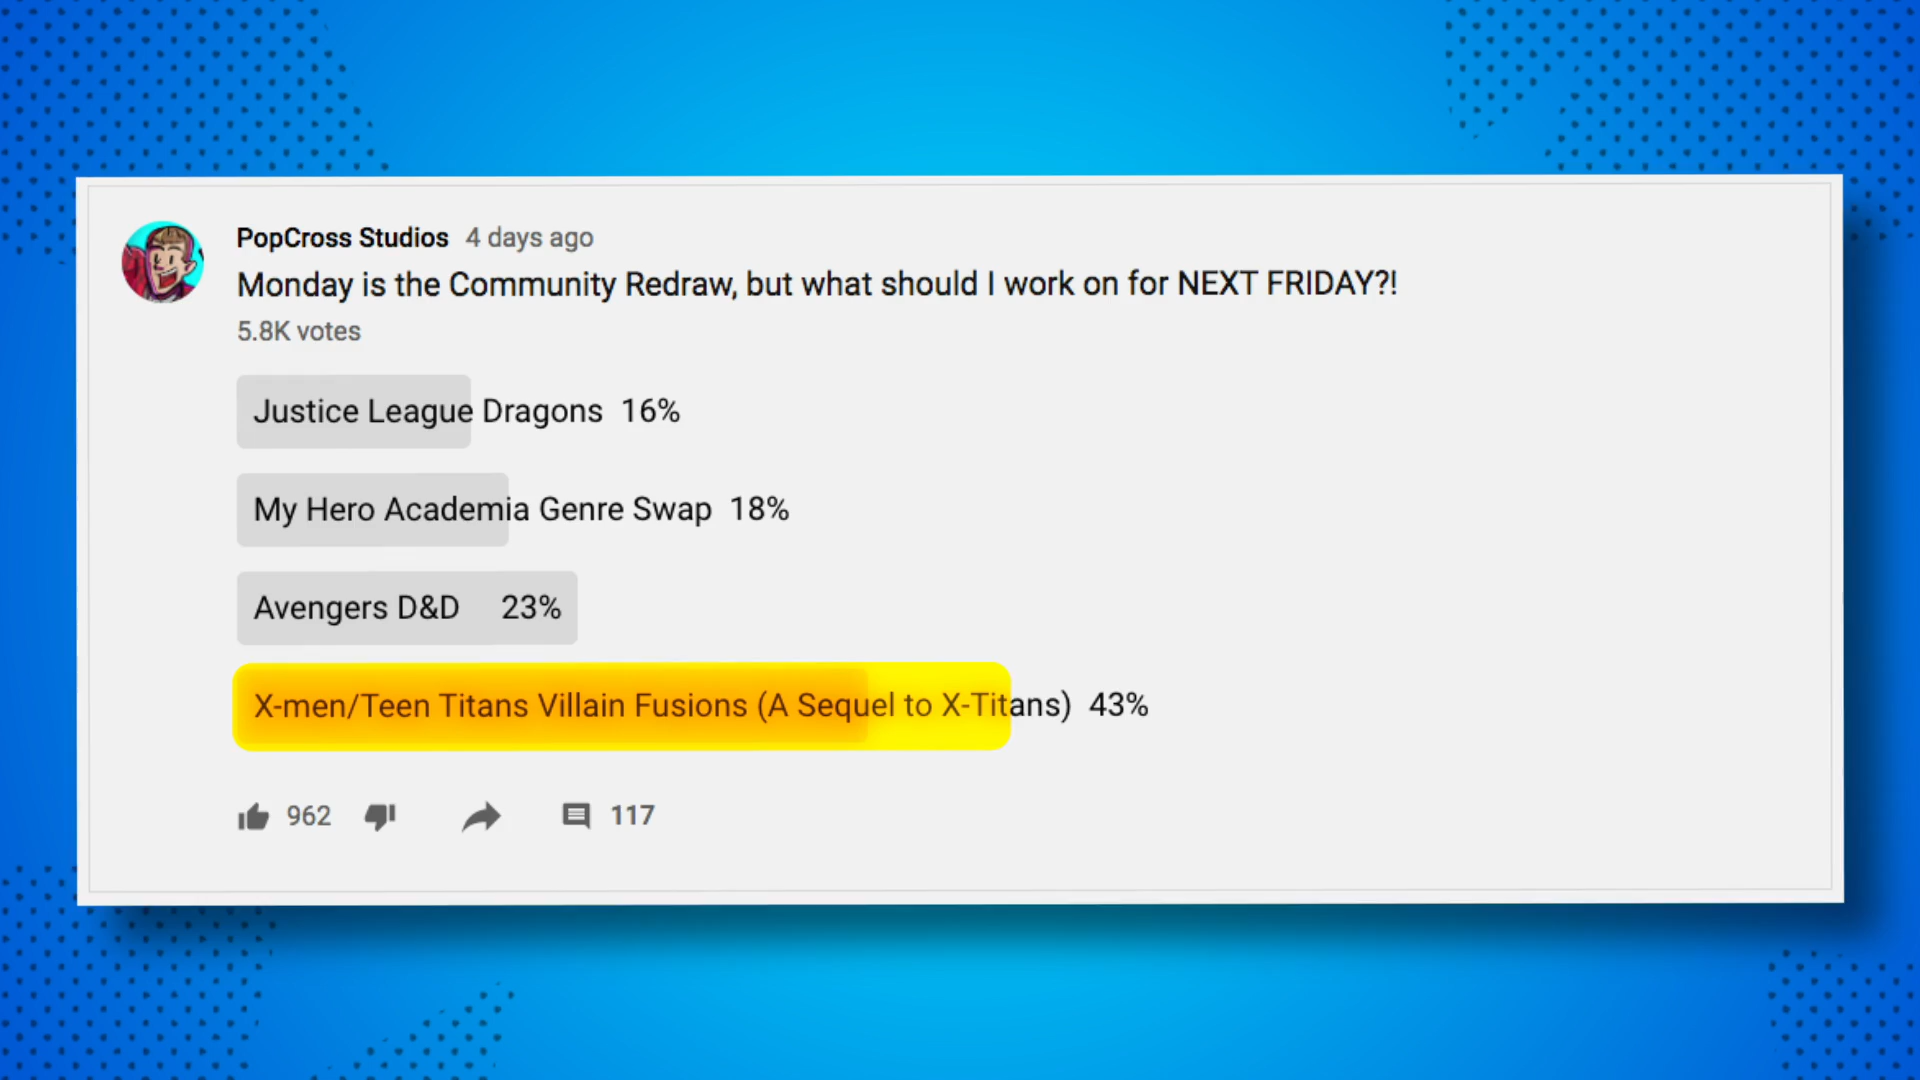 PopCross Studios 4 days ago
Monday is the Community Redraw, but what should I work on for NEXT FRIDAY?!
5.8K votes
Justice League Dragons 16%
My Hero Academia Genre Swap 18%
Avengers D&D 23%
X-men/Teen Titans Villain Fusions (A Sequel to X-Titans) 43%
962 117